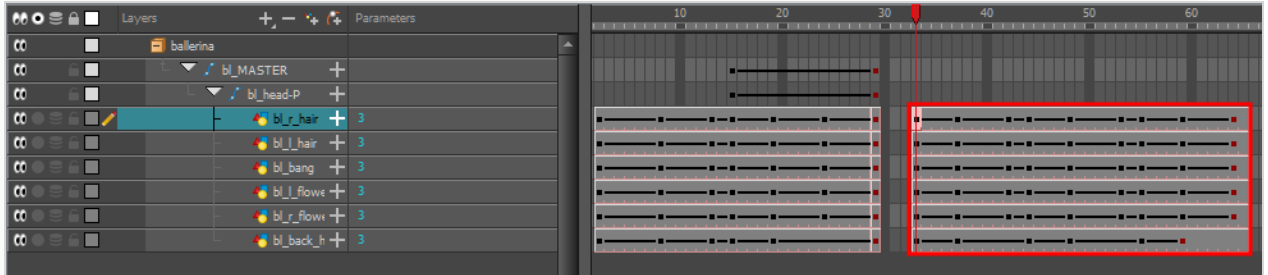 Layers Parameters 10 20 30 40 50 60
ballerina
bl_MASTER
bl_head-P
bl_r_hair 3
bl_l_hair 3
bl_bang 3
bl_l_flowe 3
bl_r_flowe 3
bl_back_h 3